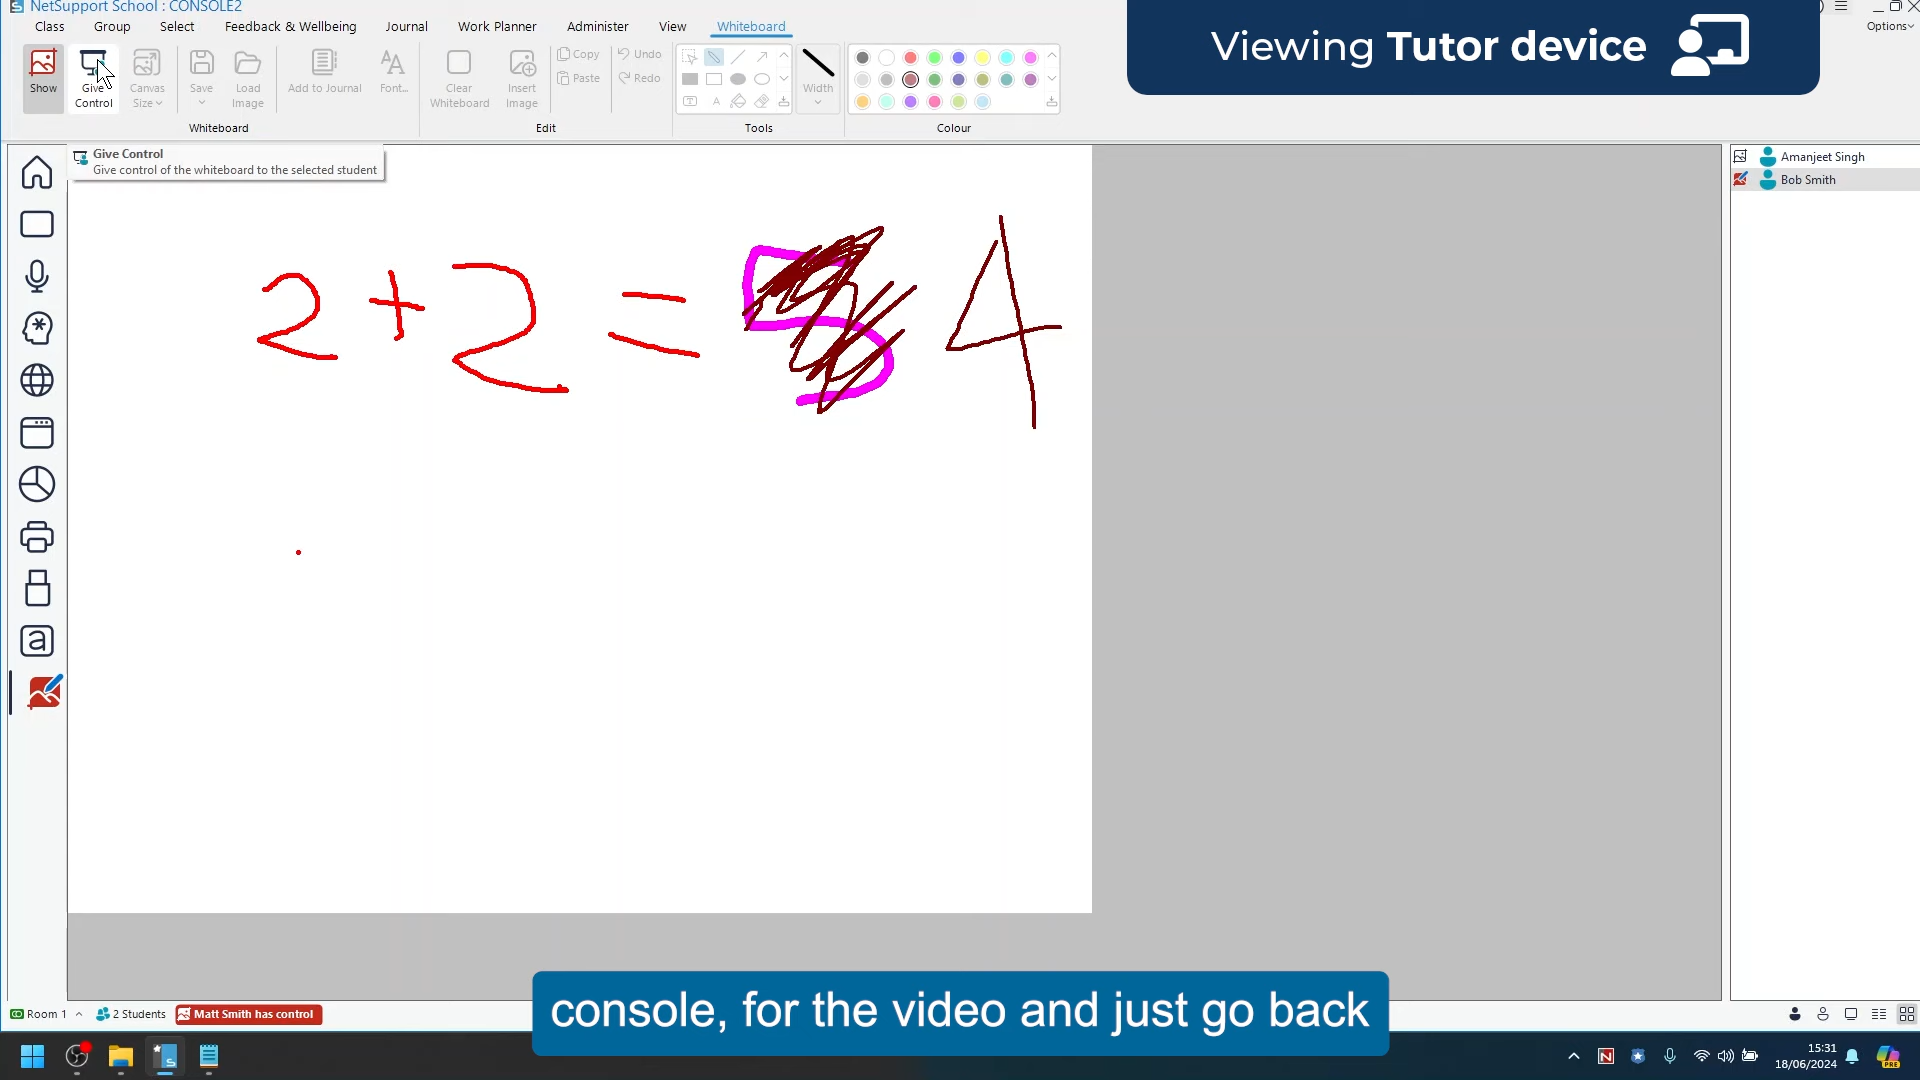 NetSupport School : CONSOLE2
Class Group Select Feedback & Wellbeing Journal Work Planner Administer View Whiteboard
Options
Viewing Tutor device
Show Give Control Canvas Size Save Load Image Add to Journal Font... Clear Whiteboard Insert Image Copy Paste Undo Redo A Width
Whiteboard Edit Tools Colour
Give Control
Give control of the whiteboard to the selected student
Amanjeet Singh
Bob Smith
2 + 2 = 4
Room 1 2 Students Matt Smith has control
console, for the video and just go back
15:31
18/06/2024